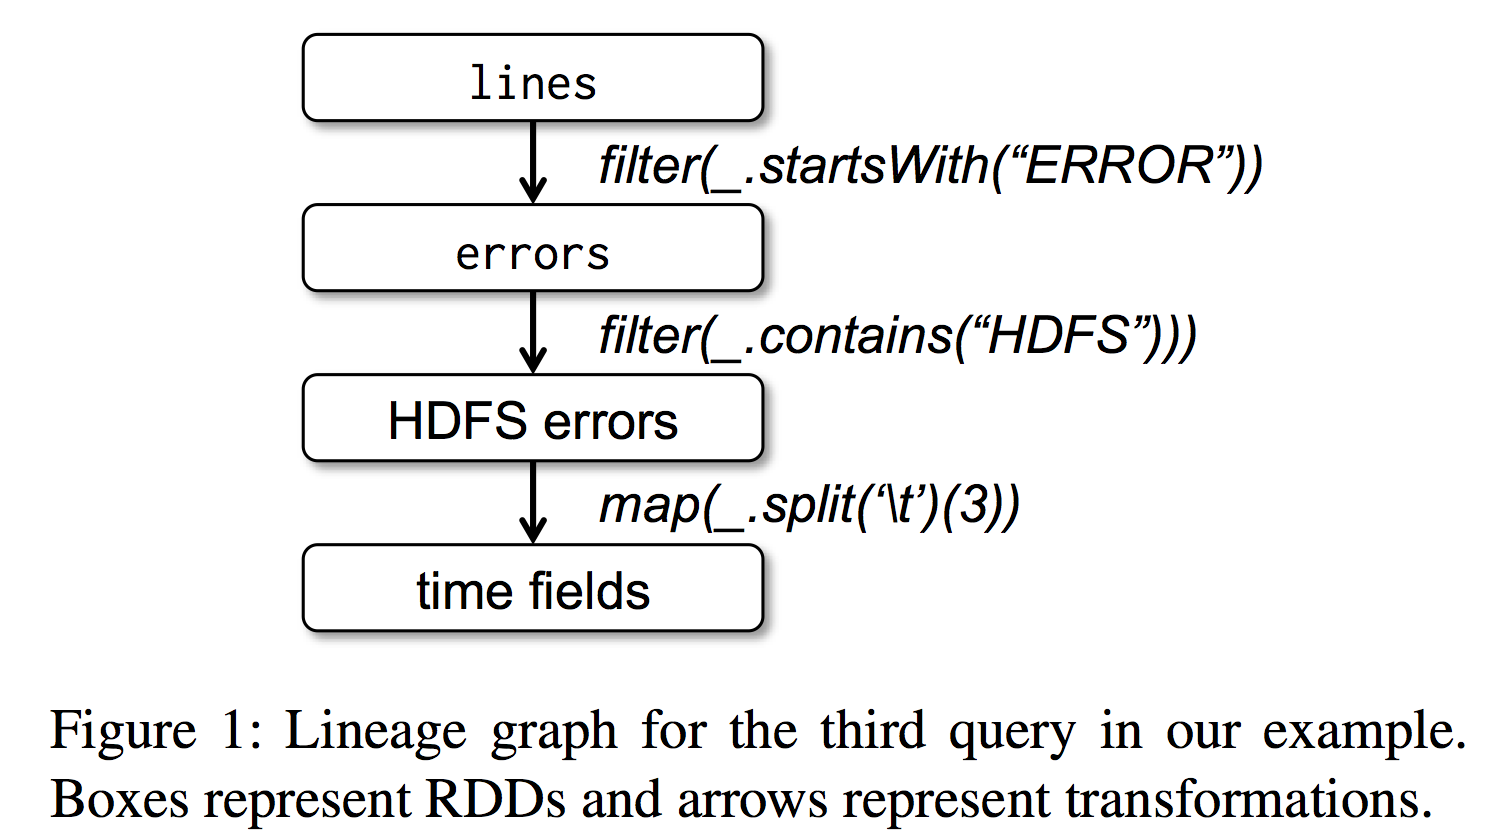 lines
filter(_.startsWith(“ERROR”))
errors
filter(_.contains(“HDFS”)))
HDFS errors
map(_.split(‘\t’)(3))
time fields
Figure 1: Lineage graph for the third query in our example.
Boxes represent RDDs and arrows represent transformations.